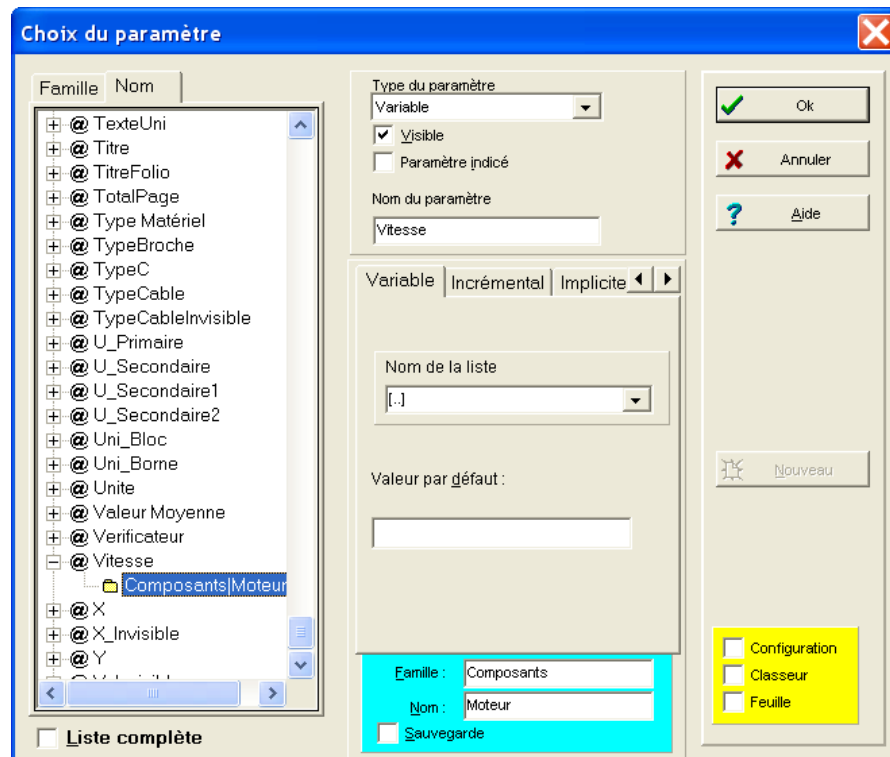 Choix du paramètre
Famille
Nom
@ TexteUni
@ Titre
@ TitreFolio
@ TotalPage
@ Type Matériel
@ TypeBroche
@ TypeC
@ TypeCable
@ TypeCableInvisible
@ U_Primaire
@ U_Secondaire
@ U_Secondaire1
@ U_Secondaire2
@ Uni_Bloc
@ Uni_Borne
@ Unite
@ Valeur Moyenne
@ Verificateur
@ Vitesse
Composants|Moteur
@ X
@ X_Invisible
@ Y
Liste complète
Type du paramètre
Variable
Visible
Paramètre indicé
Nom du paramètre
Vitesse
Variable
Incrémental
Implicite
Nom de la liste
[..]
Valeur par défaut :
Famille : Composants
Nom : Moteur
Sauvegarde
Ok
Annuler
? Aide
Nouveau
Configuration
Classeur
Feuille